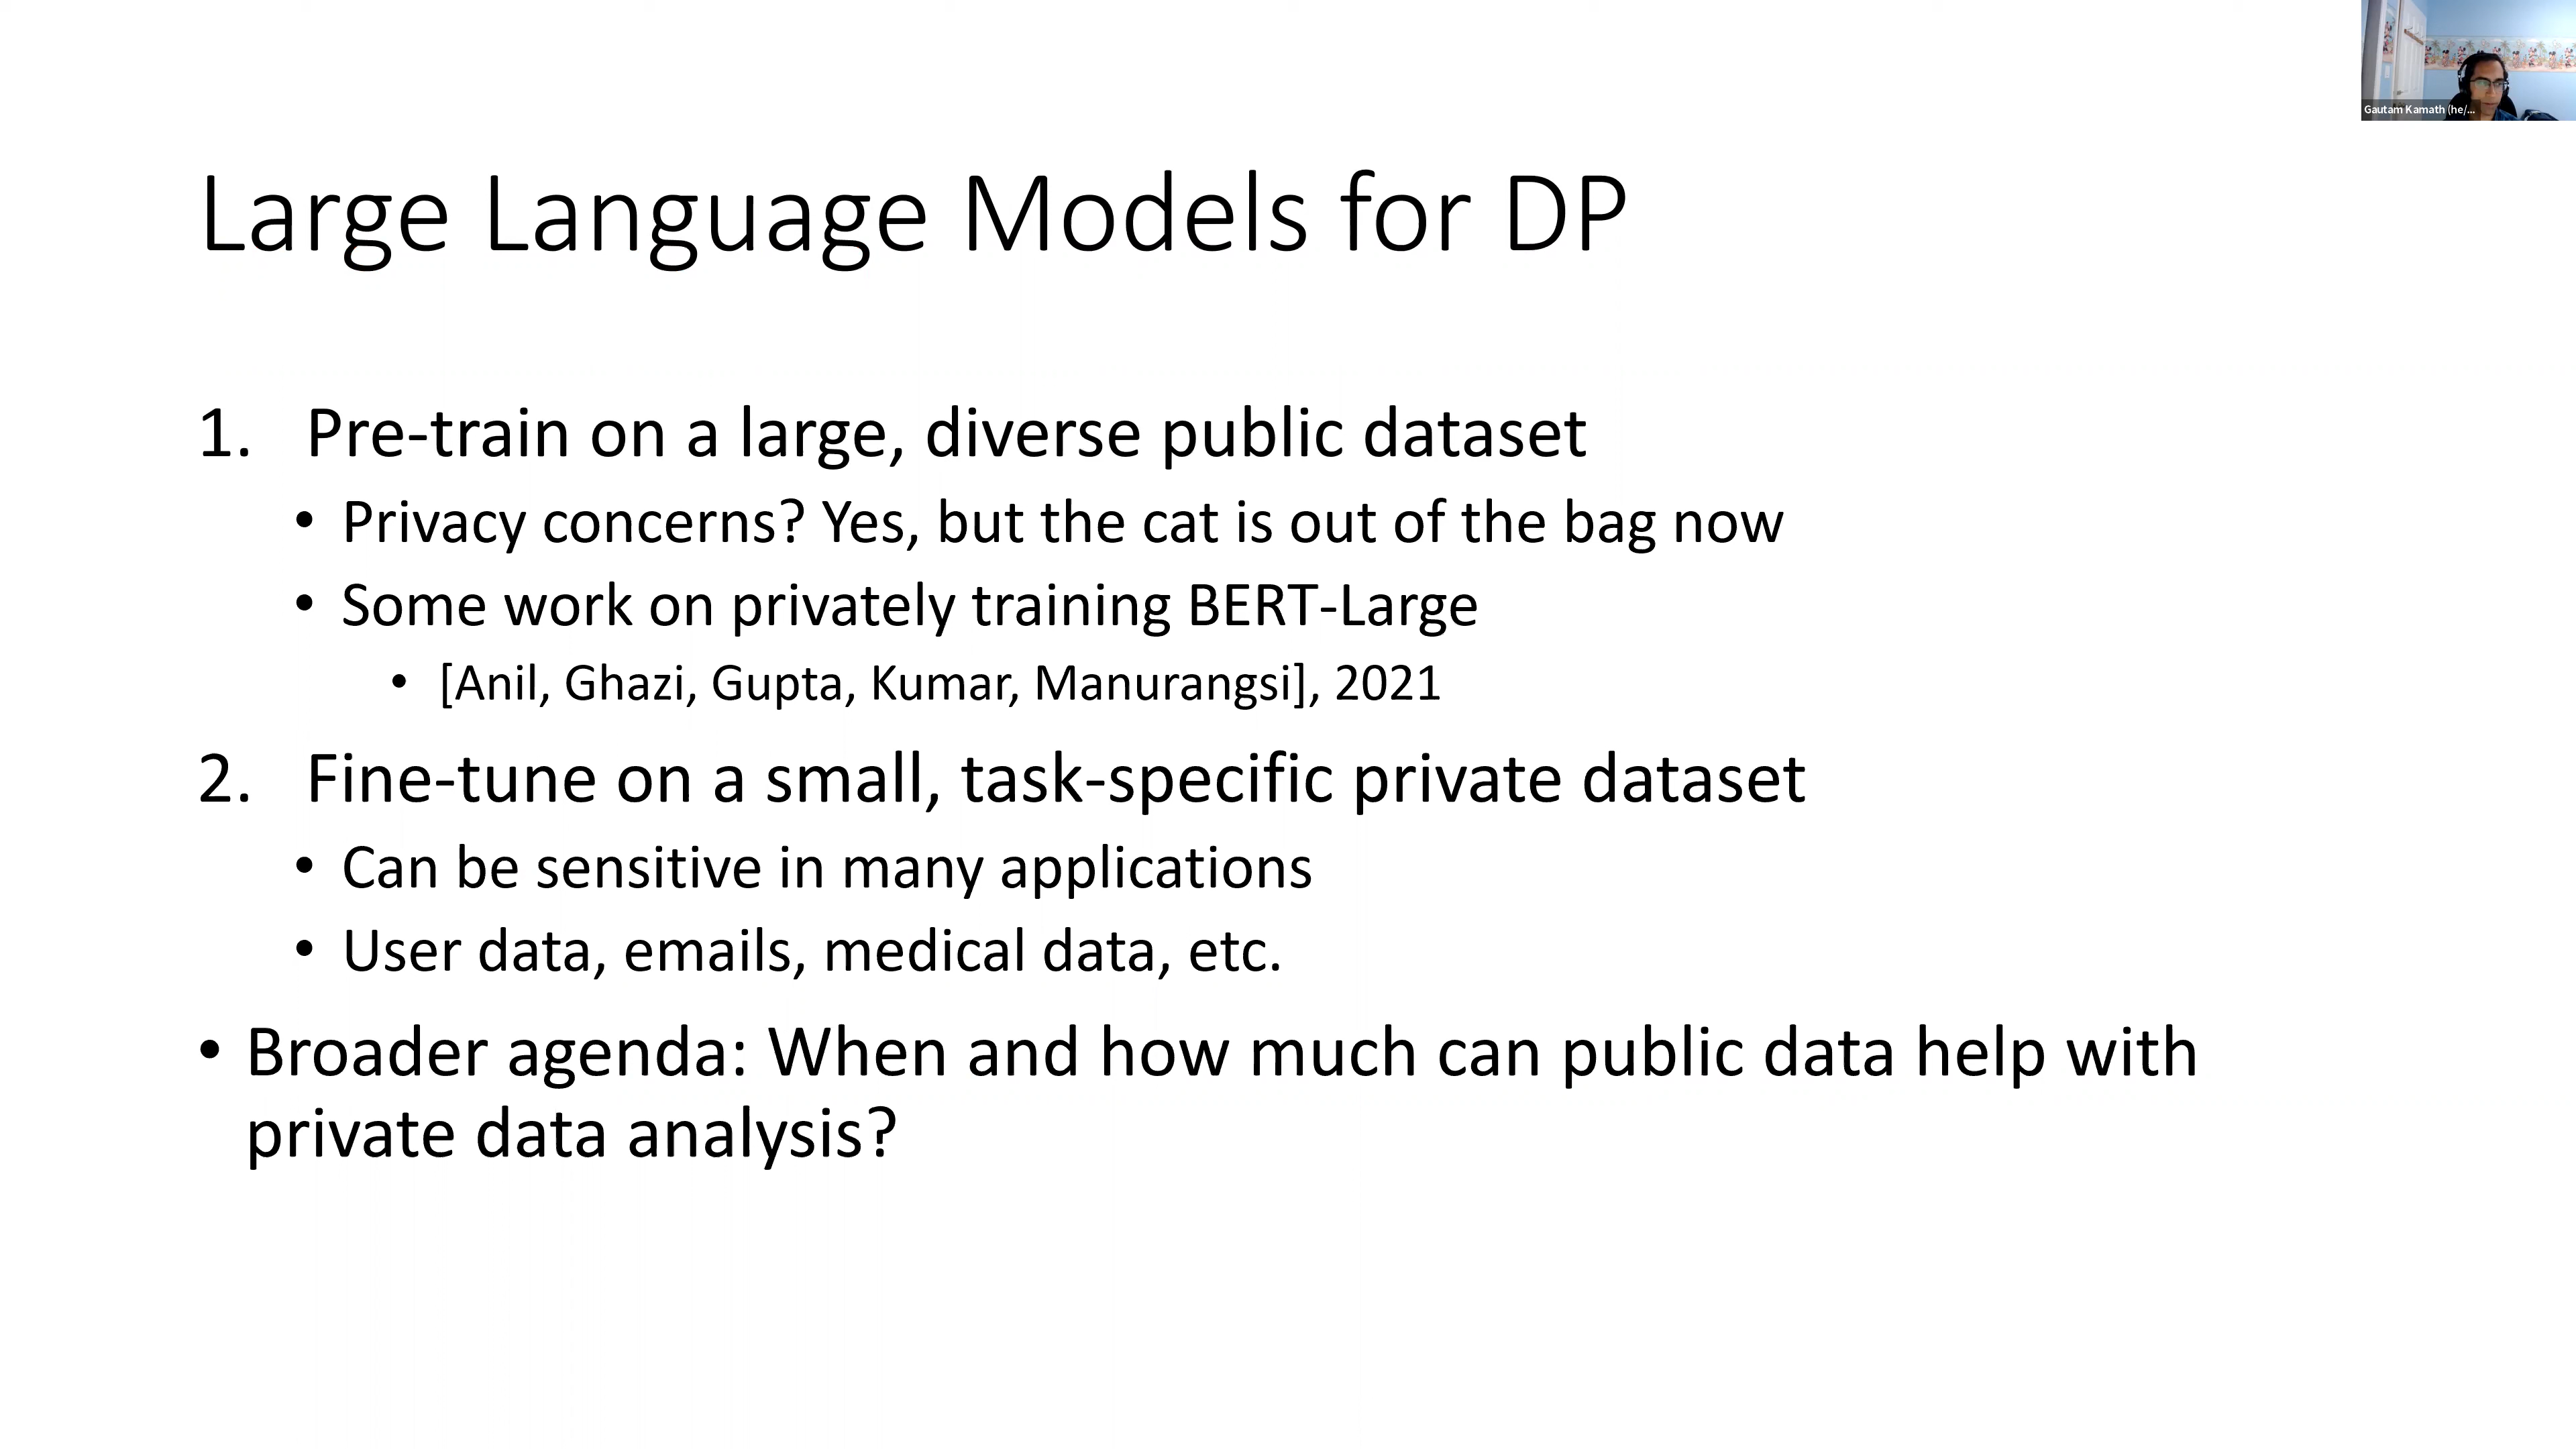 Gautam Kamath (he/...
Large Language Models for DP
1. Pre-train on a large, diverse public dataset
• Privacy concerns? Yes, but the cat is out of the bag now
• Some work on privately training BERT-Large
• [Anil, Ghazi, Gupta, Kumar, Manurangsi], 2021
2. Fine-tune on a small, task-specific private dataset
• Can be sensitive in many applications
• User data, emails, medical data, etc.
• Broader agenda: When and how much can public data help with
private data analysis?